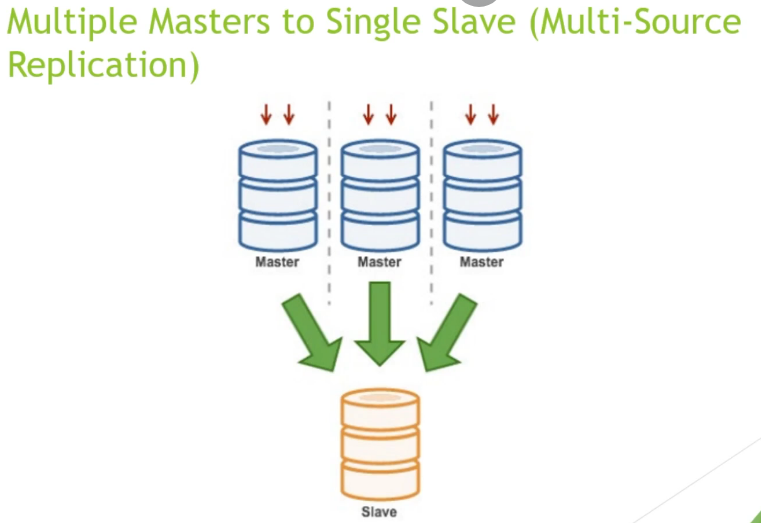 Multiple Masters to Single Slave (Multi-Source
Replication)
Master
Master
Master
Slave